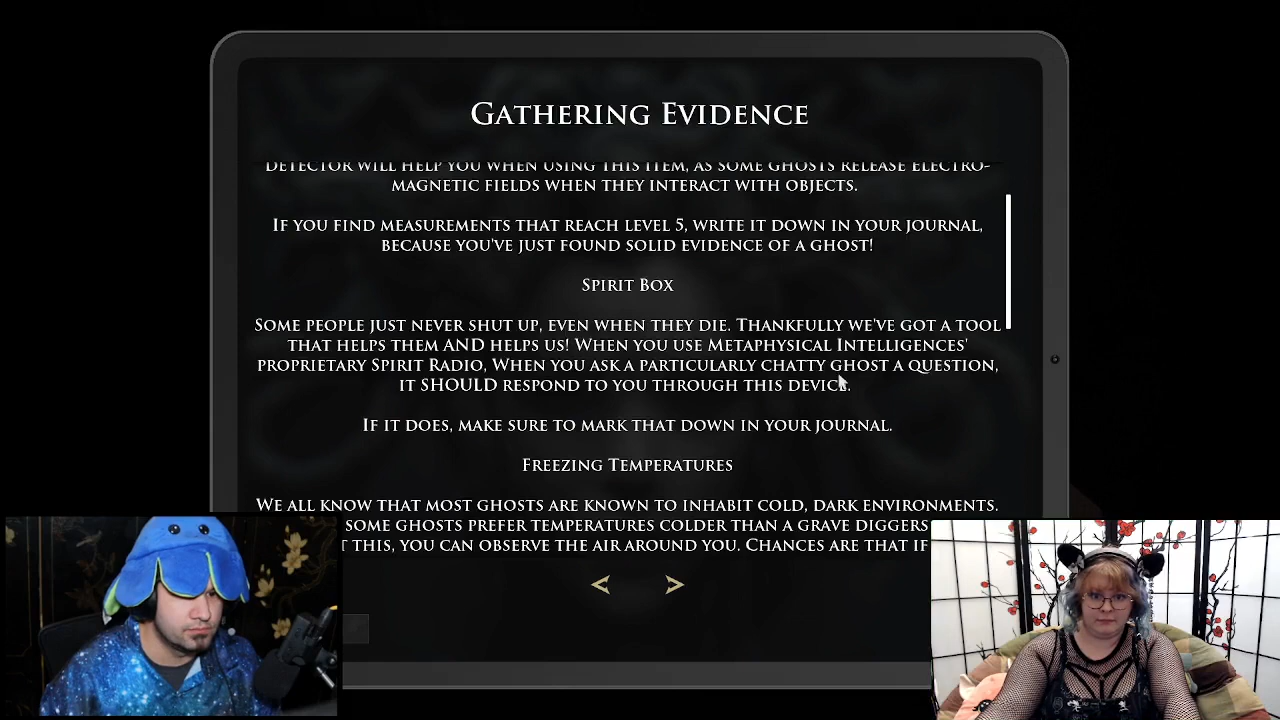 Gathering Evidence
detector will help you when using this item, as some ghosts release electro-
magnetic fields when they interact with objects.
If you find measurements that reach level 5, write it down in your journal,
because you've just found solid evidence of a ghost!
Spirit Box
Some people just never shut up, even when they die. Thankfully we've got a tool
that helps them AND helps us! When you use Metaphysical Intelligences'
proprietary Spirit Radio, When you ask a particularly chatty ghost a question,
it SHOULD respond to you through this device.
If it does, make sure to mark that down in your journal.
Freezing Temperatures
We all know that most ghosts are known to inhabit cold, dark environments.
some ghosts prefer temperatures colder than a grave diggers
this, you can observe the air around you. Chances are that if